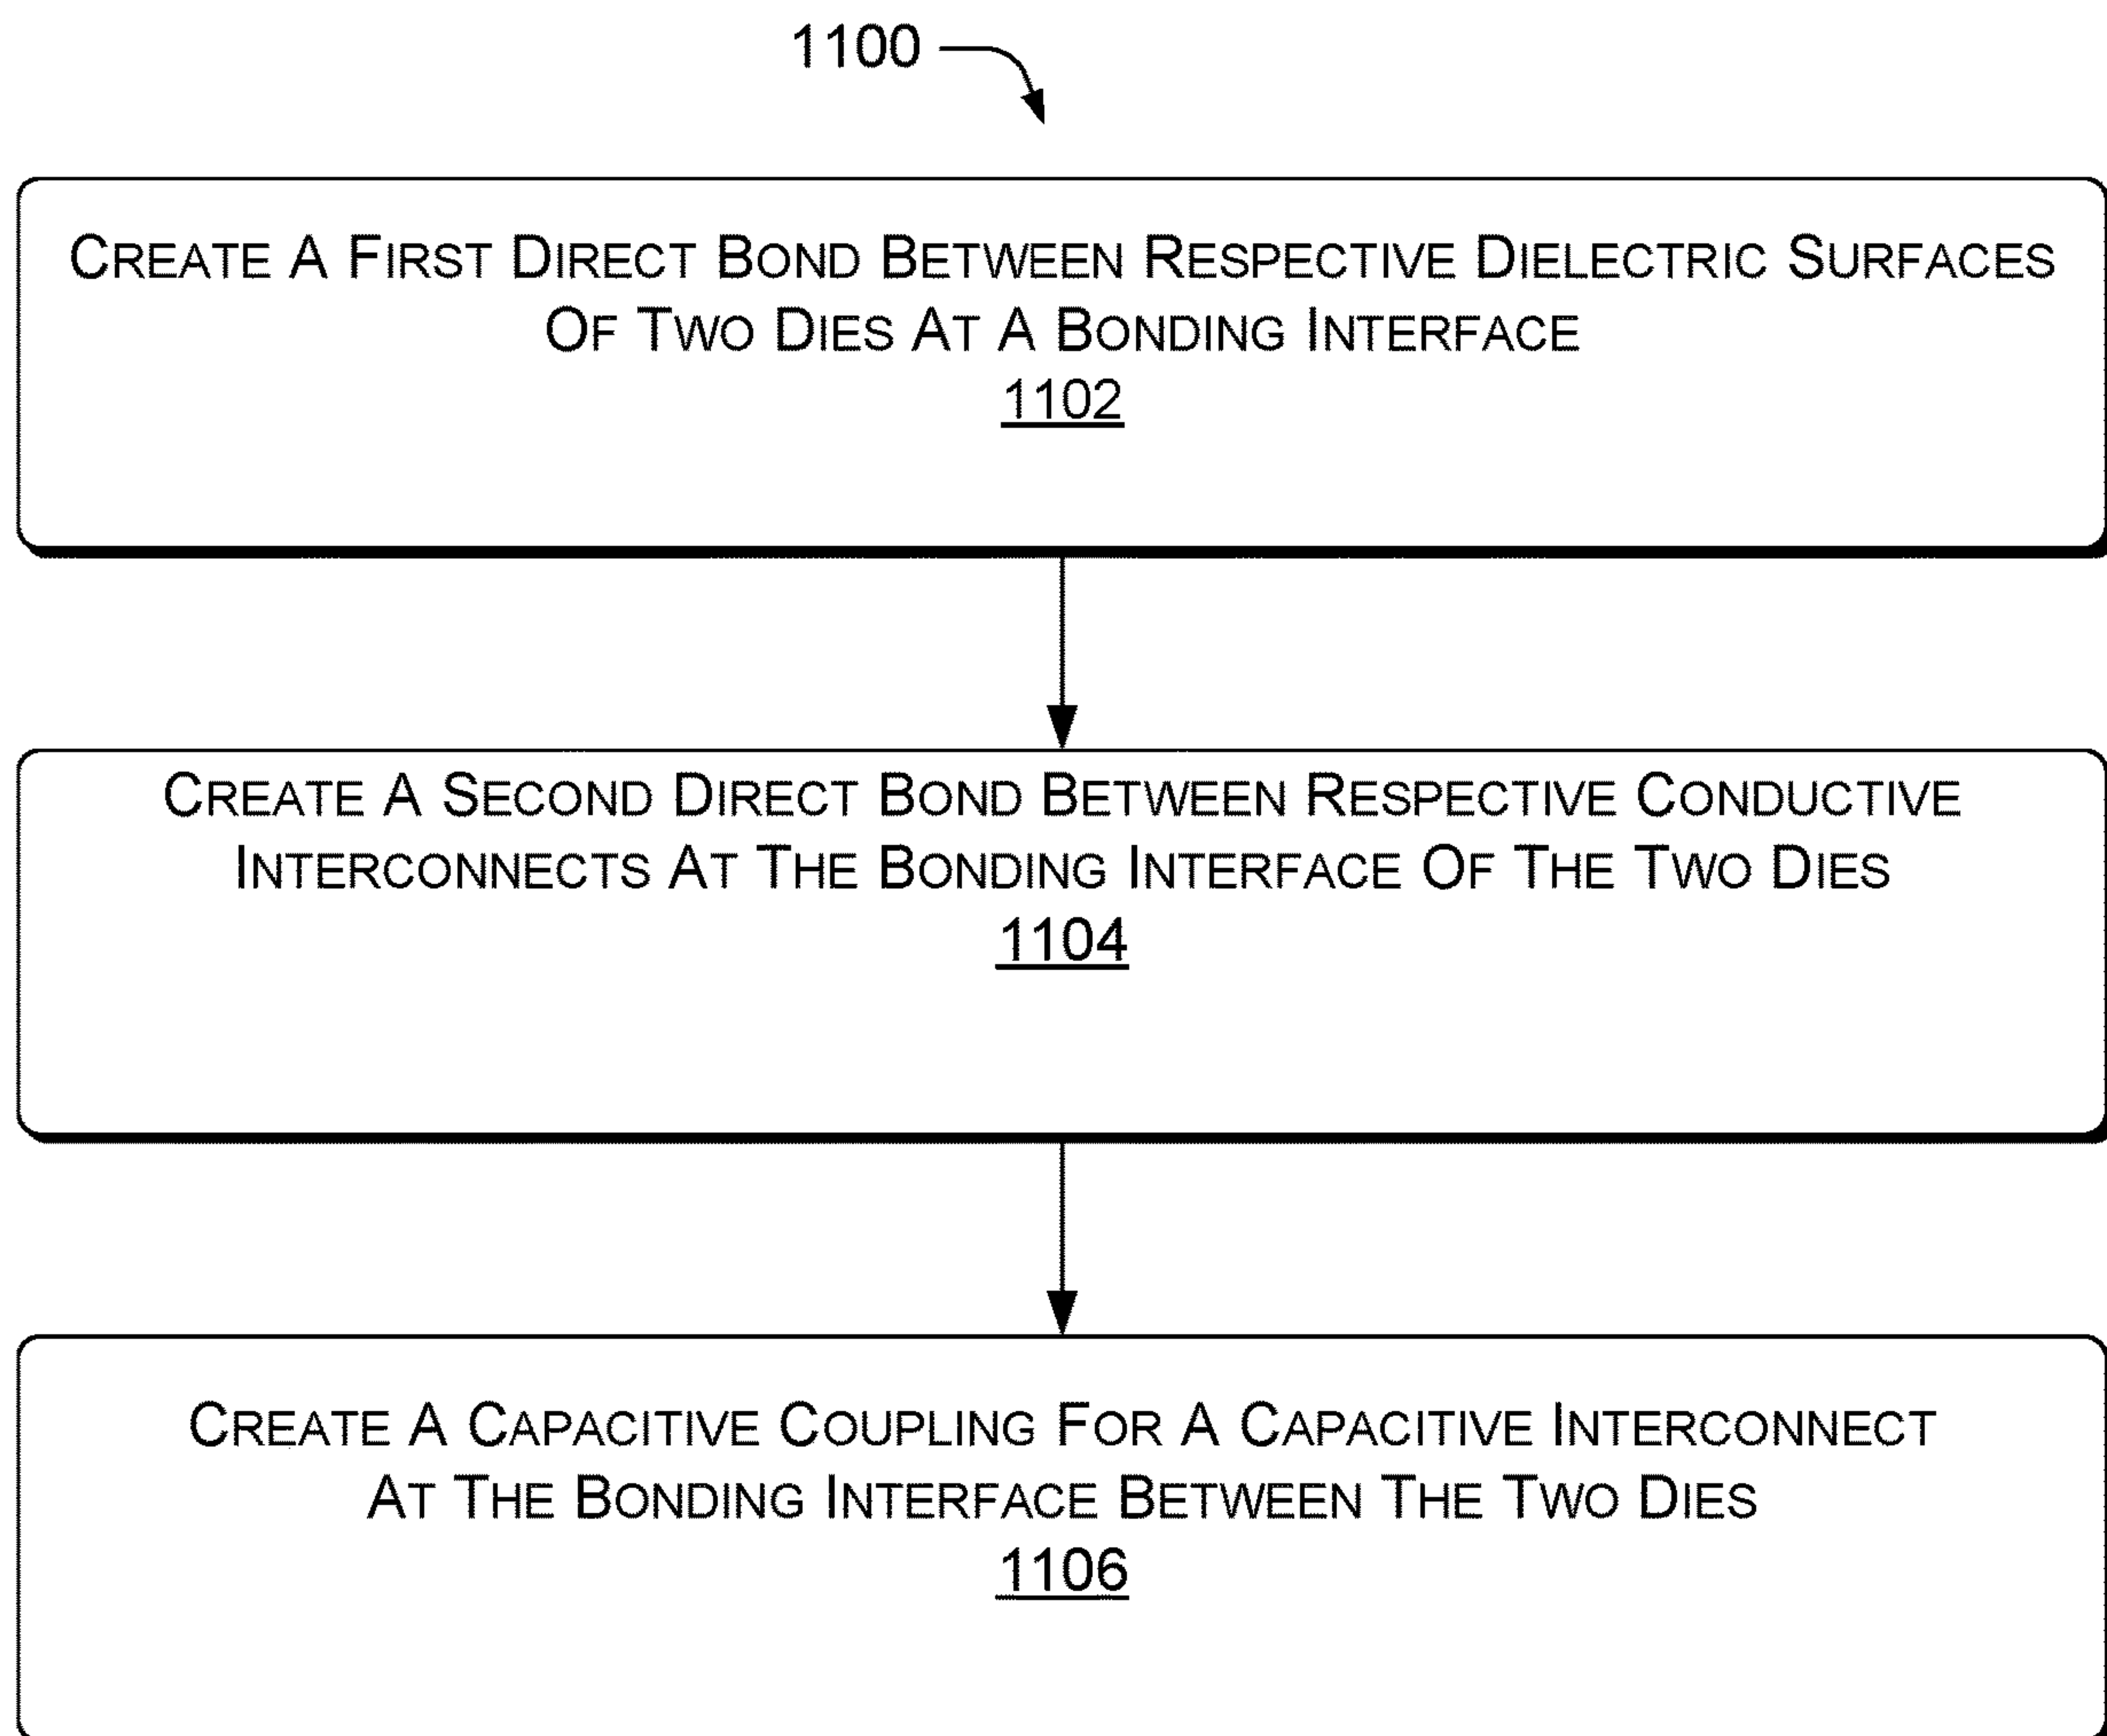 1100
CREATE A FIRST DIRECT BOND BETWEEN RESPECTIVE DIELECTRIC SURFACES
OF TWO DIES AT A BONDING INTERFACE
1102
CREATE A SECOND DIRECT BOND BETWEEN RESPECTIVE CONDUCTIVE
INTERCONNECTS AT THE BONDING INTERFACE OF THE TWO DIES
1104
CREATE A CAPACITIVE COUPLING FOR A CAPACITIVE INTERCONNECT
AT THE BONDING INTERFACE BETWEEN THE TWO DIES
1106